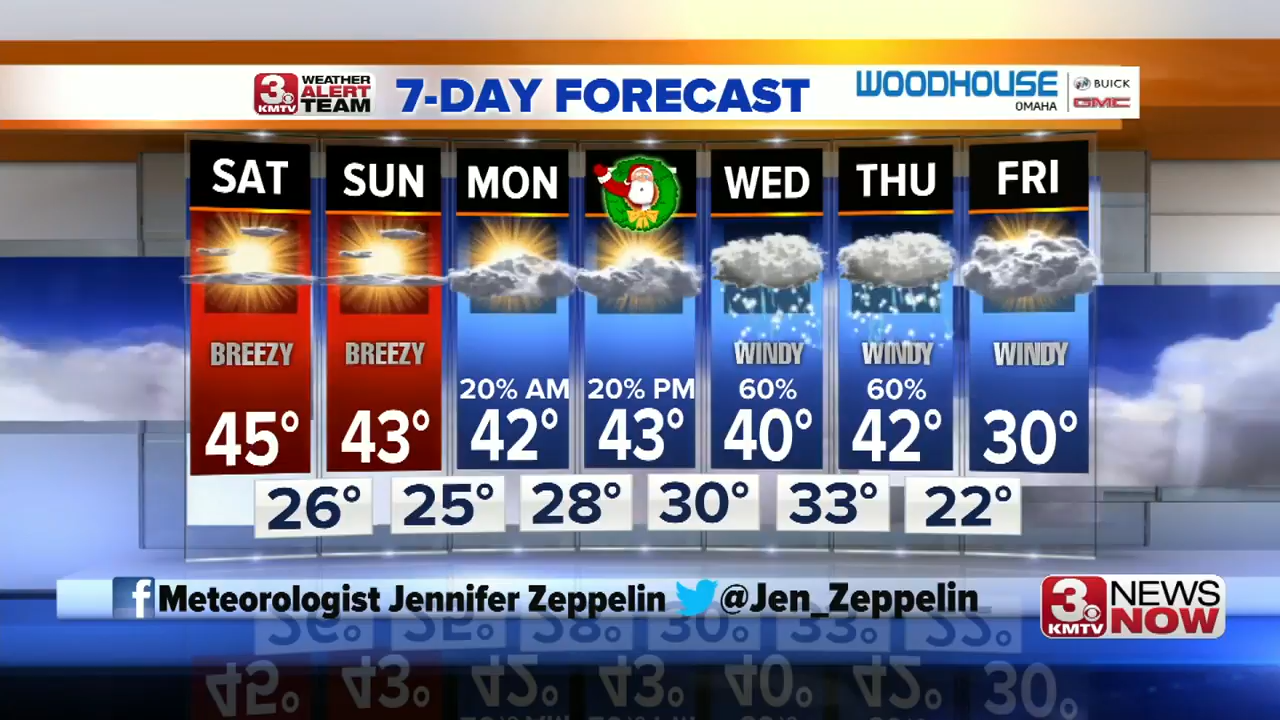 3 KMTV WEATHER ALERT TEAM 7-DAY FORECAST WOODHOUSE OMAHA BUICK GMC
SAT SUN MON WED THU FRI
BREEZY BREEZY WINDY WINDY WINDY
20% AM 20% PM 60% 60%
45° 43° 42° 43° 40° 42° 30°
26° 25° 28° 30° 33° 22°
f Meteorologist Jennifer Zeppelin @Jen_Zeppelin 3 KMTV NEWS NOW